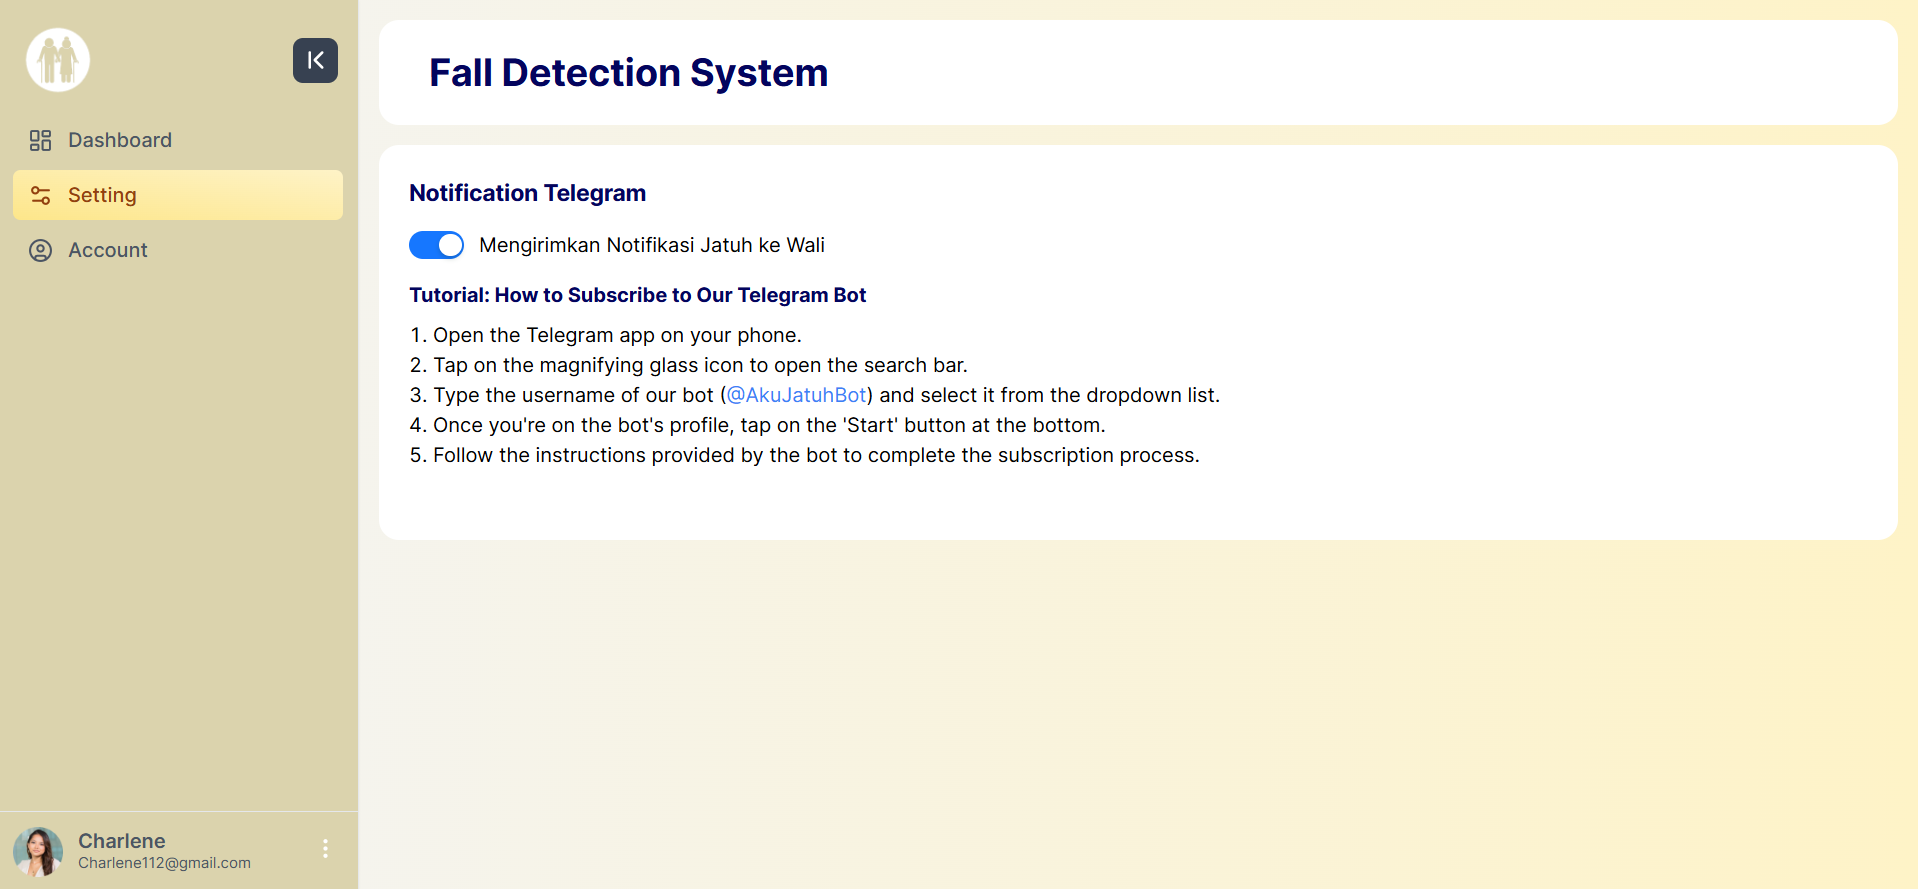 Dashboard
Setting
Account
Charlene
Charlene112@gmail.com
Fall Detection System
Notification Telegram
Mengirimkan Notifikasi Jatuh ke Wali
Tutorial: How to Subscribe to Our Telegram Bot
1. Open the Telegram app on your phone.
2. Tap on the magnifying glass icon to open the search bar.
3. Type the username of our bot (@AkuJatuhBot) and select it from the dropdown list.
4. Once you're on the bot's profile, tap on the 'Start' button at the bottom.
5. Follow the instructions provided by the bot to complete the subscription process.